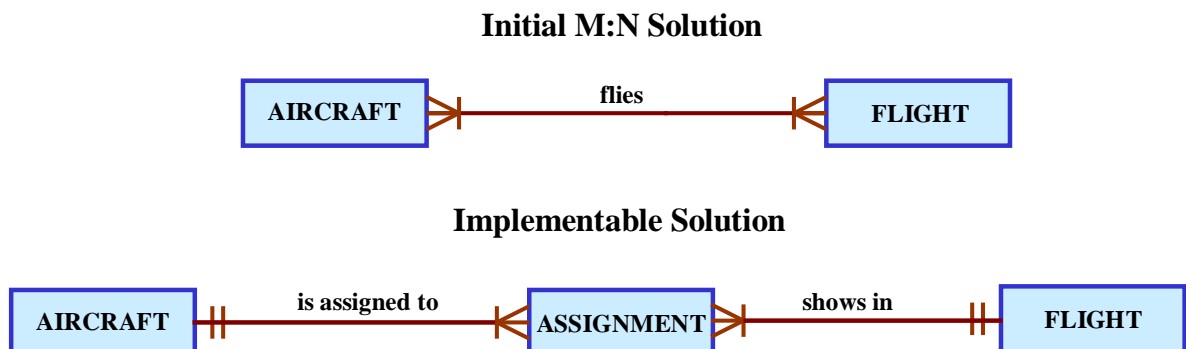 Initial M:N Solution
AIRCRAFT flies FLIGHT
Implementable Solution
AIRCRAFT is assigned to ASSIGNMENT shows in FLIGHT